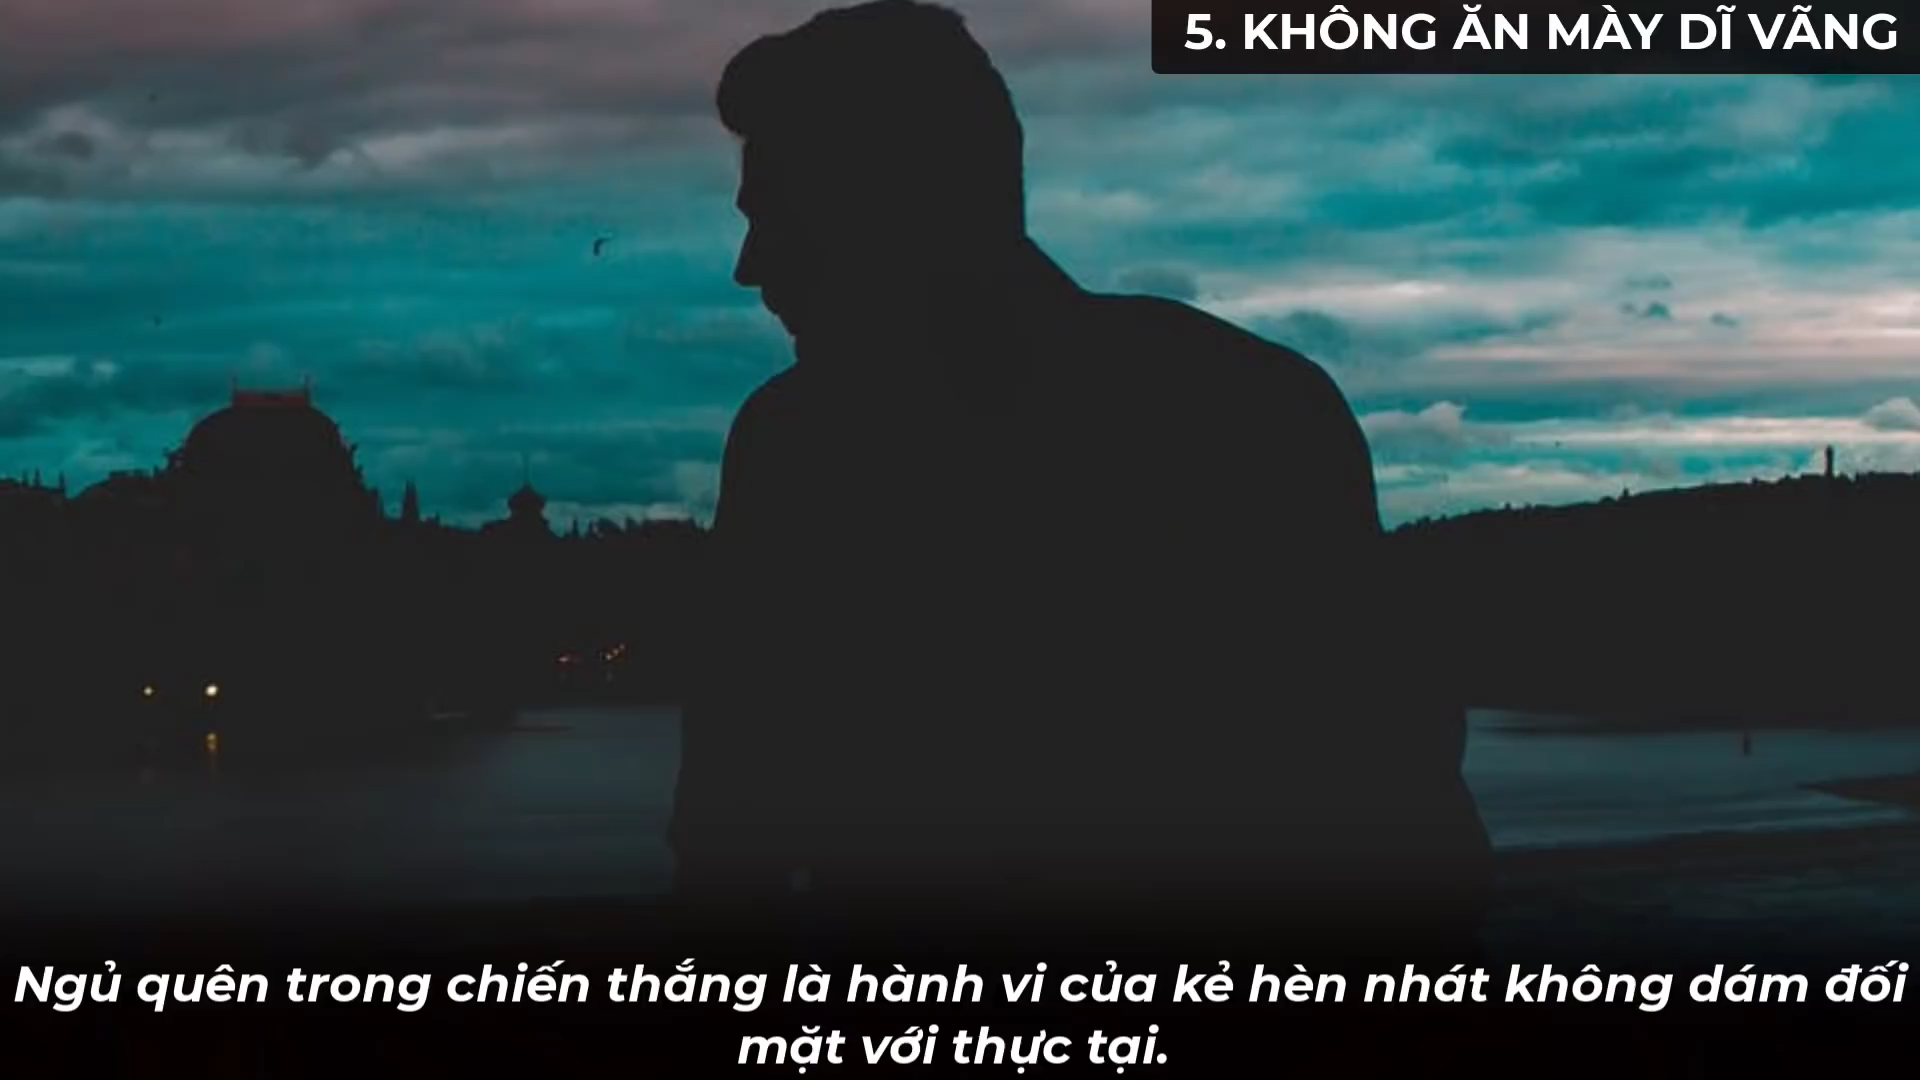 5. KHÔNG ĂN MÀY DĨ VÃNG
Ngủ quên trong chiến thắng là hành vi của kẻ hèn nhát không dám đối
mặt với thực tại.